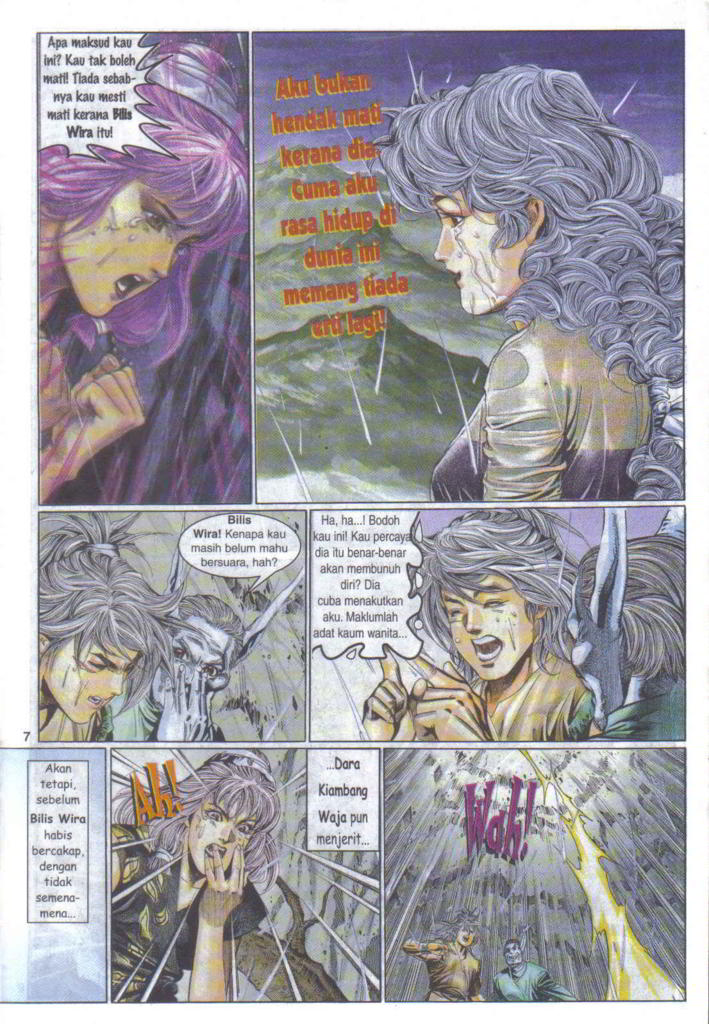 Apa maksud kau
ini? Kau tak boleh
mati! Tiada sebab-
nya kau mesti
mati kerana Bilis
Wira itu!
Aku bukan
hendak mati
kerana dia.
Cuma aku
rasa hidup di
dunia ini
memang tiada
erti lagi!
Bilis
Wira! Kenapa kau
masih belum mahu
bersuara, hah?
Ha, ha...! Bodoh
kau ini! Kau percaya
dia itu benar-benar
akan membunuh
diri? Dia
cuba menakutkan
aku. Maklumlah
adat kaum wanita...
7
Akan
tetapi,
sebelum
Bilis Wira
habis
bercakap,
dengan
tidak
semena-
mena...
Ah!
...Dara
Kiambang
Waja pun
menjerit...
Wah!